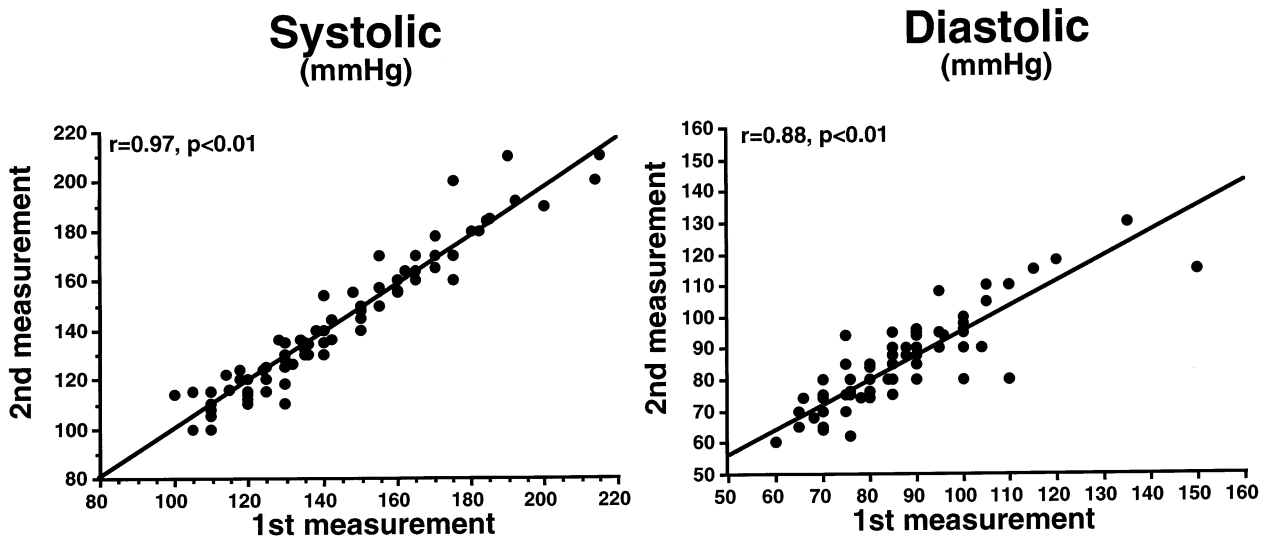 Systolic
(mmHg)
r=0.97, p<0.01
2nd measurement
220
200
180
160
140
120
100
80
80 100 120 140 160 180 200 220
1st measurement
Diastolic
(mmHg)
r=0.88, p<0.01
2nd measurement
160
150
140
130
120
110
100
90
80
70
60
50
50 60 70 80 90 100 110 120 130 140 150 160
1st measurement